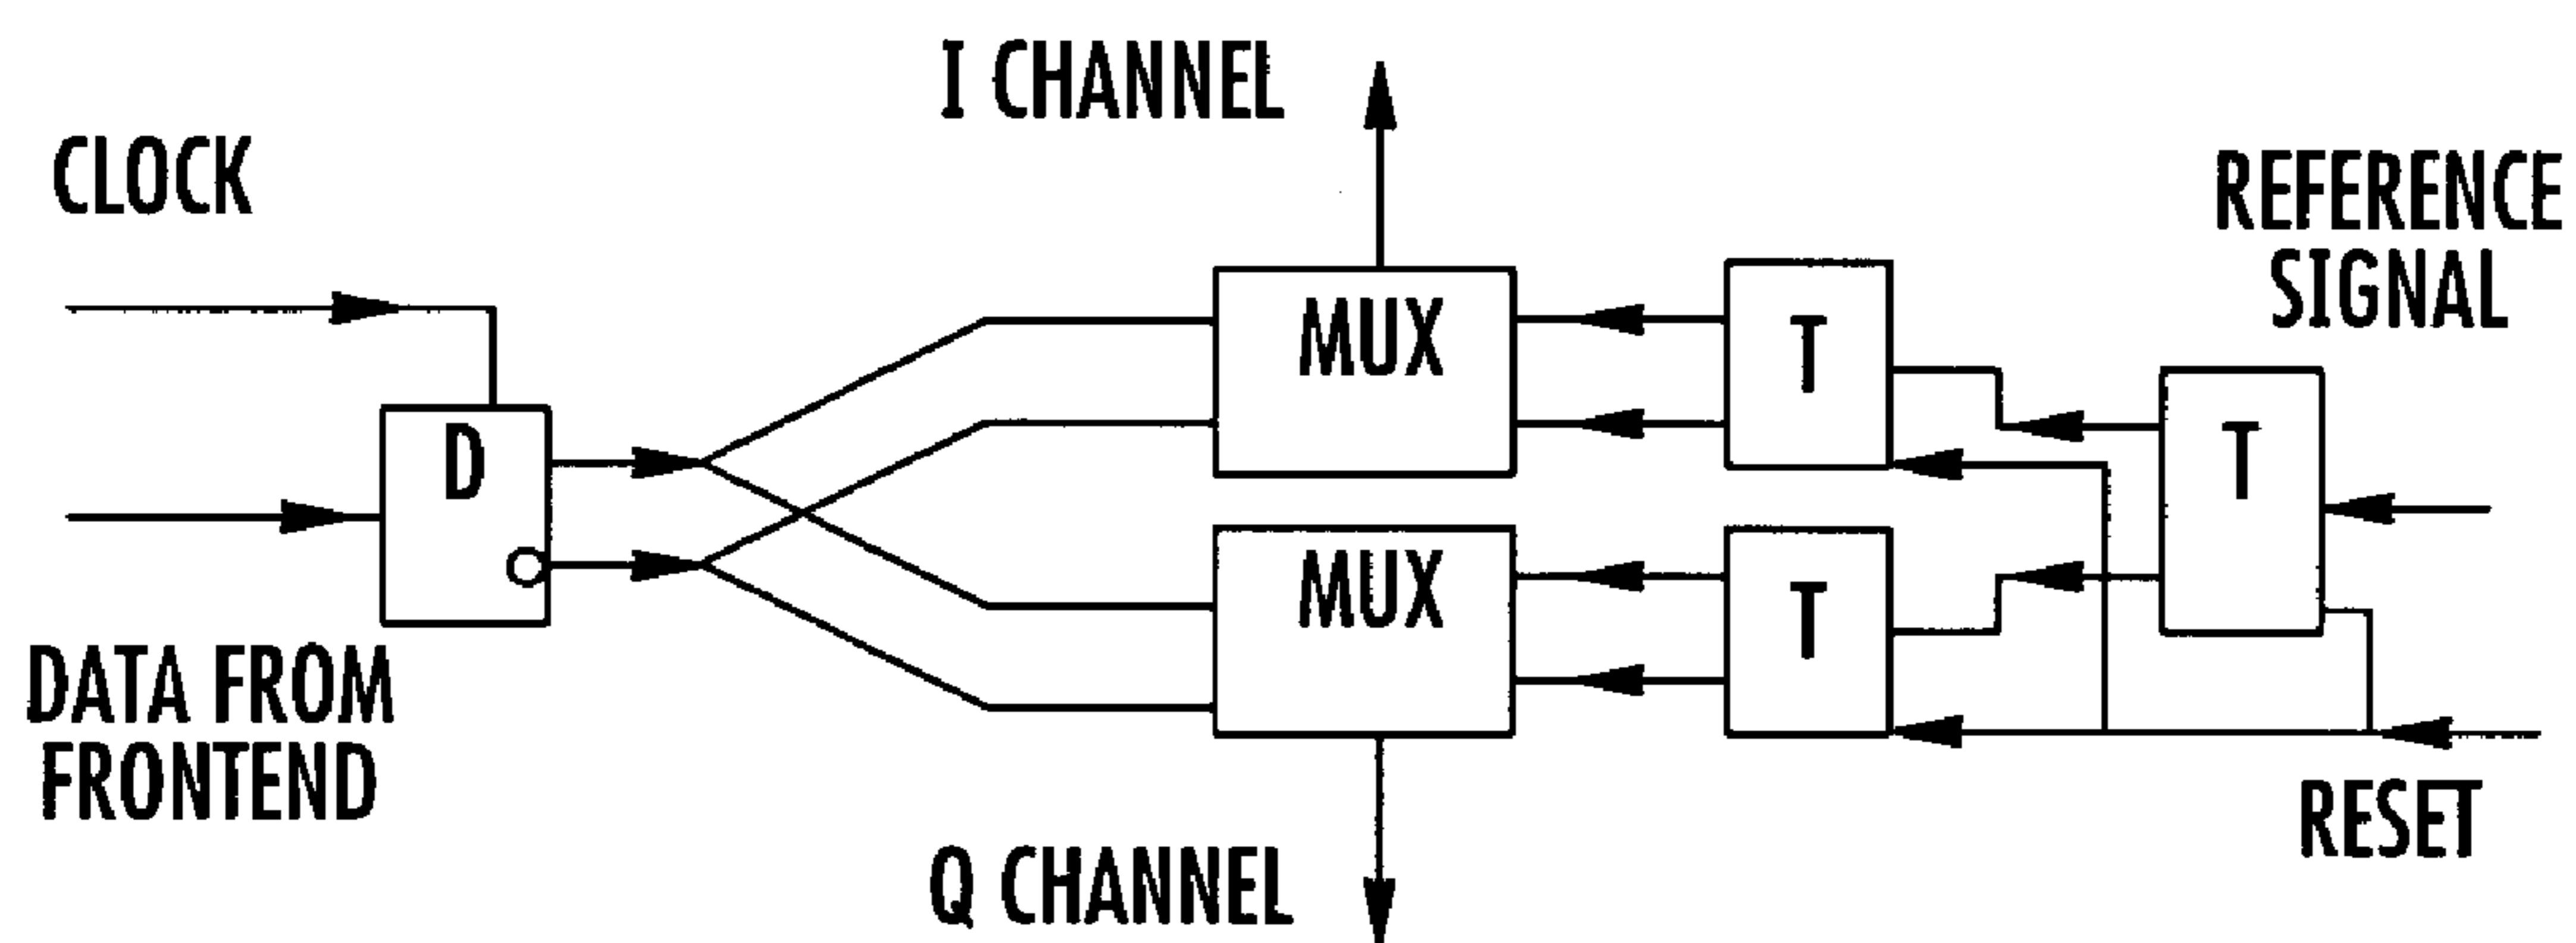 I CHANNEL
CLOCK
REFERENCE
SIGNAL
MUX
T
T
D
MUX
T
DATA FROM
FRONTEND
RESET
Q CHANNEL